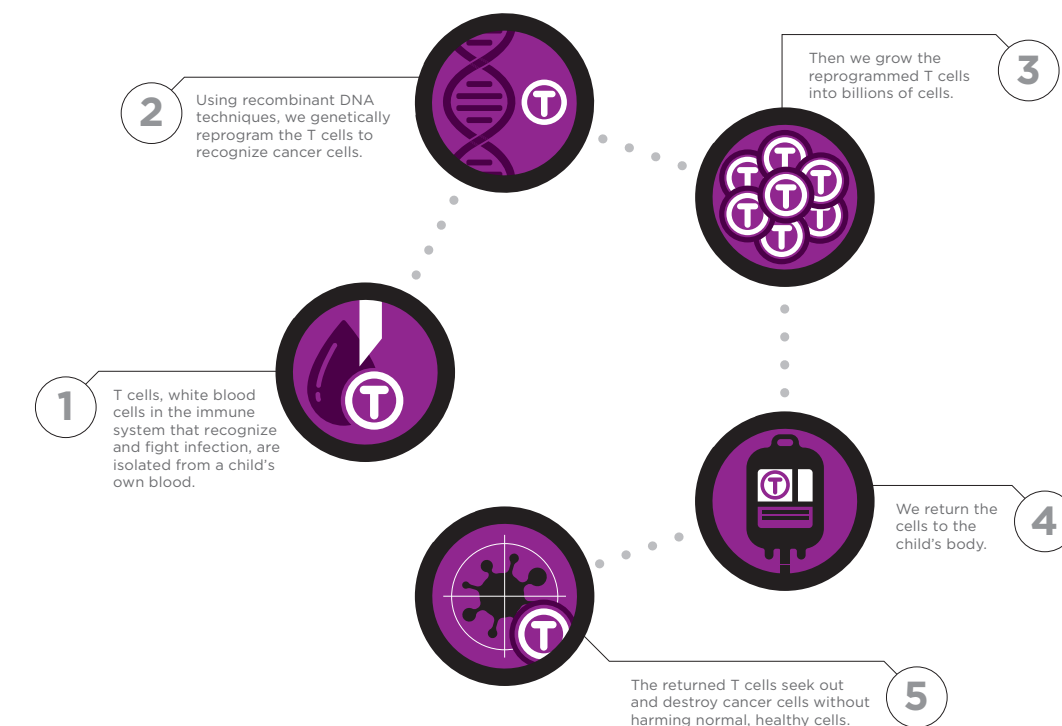 1
T cells, white blood
cells in the immune
system that recognize
and fight infection, are
isolated from a child’s
own blood.
T
2
Using recombinant DNA
techniques, we genetically
reprogram the T cells to
recognize cancer cells.
T
3
Then we grow the
reprogrammed T cells
into billions of cells.
T
T
T
T
T
T
T
4
We return the
cells to the
child’s body.
T
5
The returned T cells seek out
and destroy cancer cells without
harming normal, healthy cells.
T